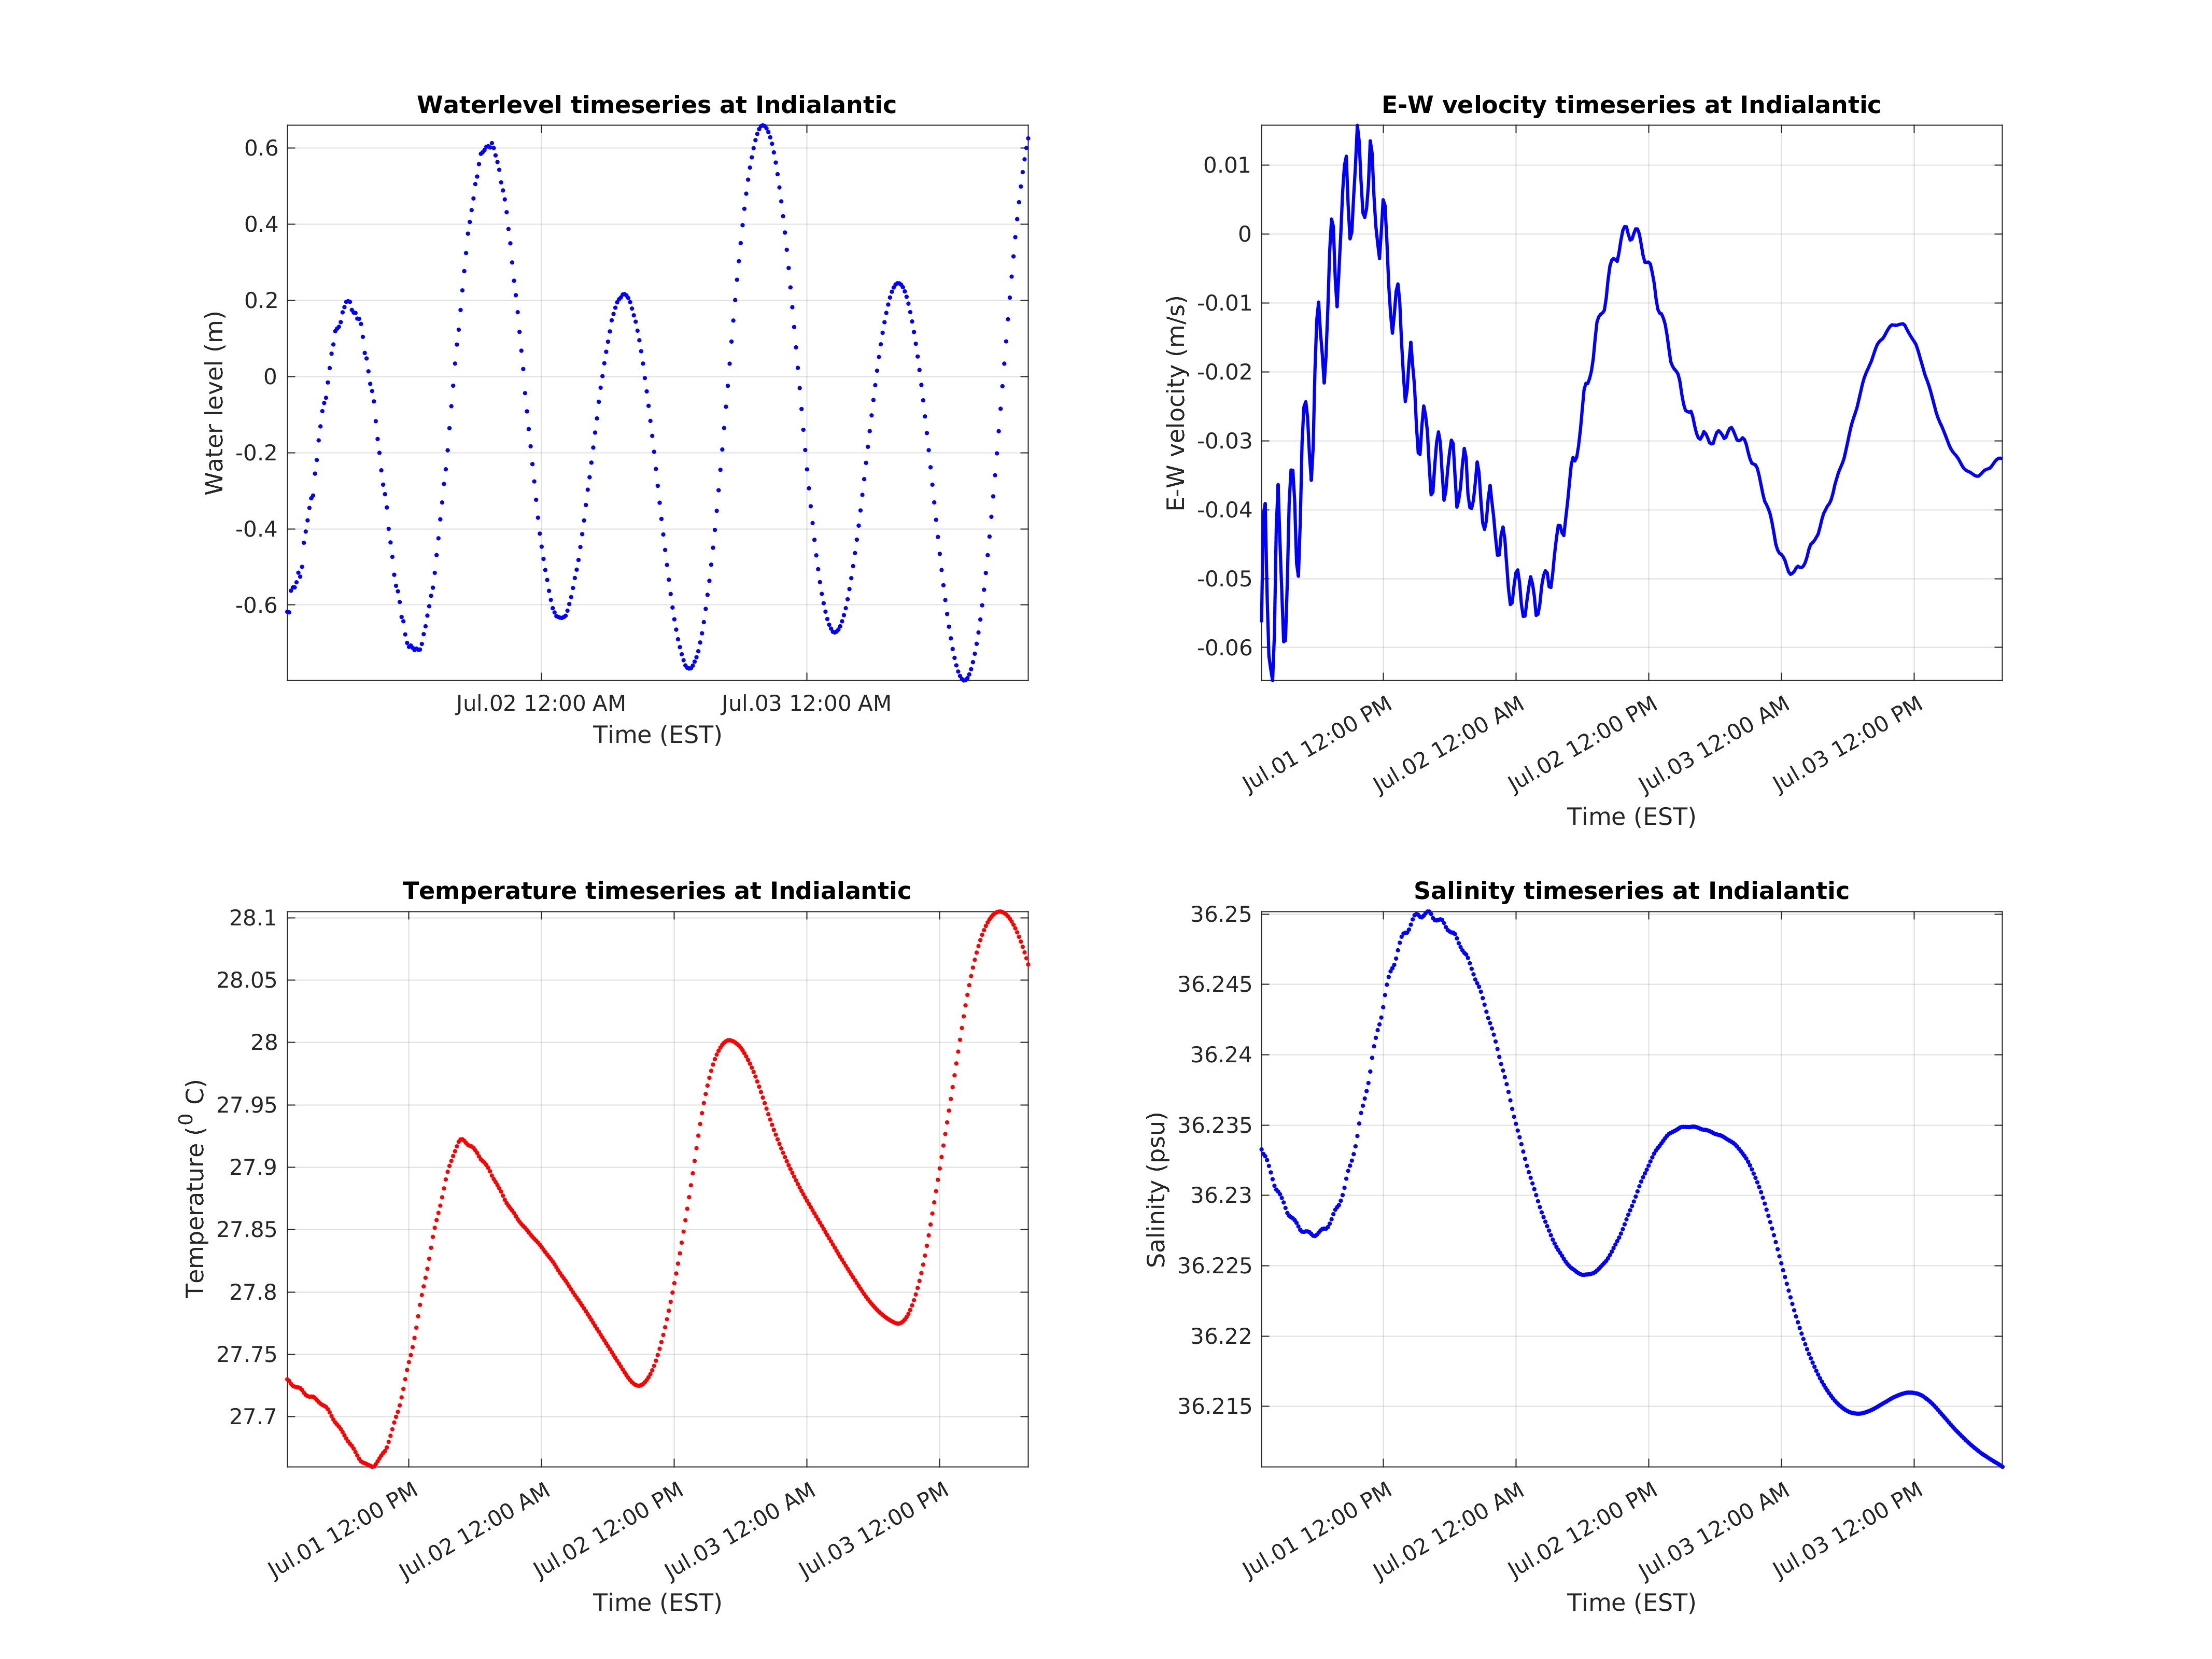 Waterlevel timeseries at Indialantic
0.6
0.4
0.2
0
-0.2
-0.4
-0.6
Water level (m)
Jul.02 12:00 AM
Jul.03 12:00 AM
Time (EST)
E-W velocity timeseries at Indialantic
0.01
0
-0.01
-0.02
-0.03
-0.04
-0.05
-0.06
E-W velocity (m/s)
Jul.01 12:00 PM
Jul.02 12:00 AM
Jul.02 12:00 PM
Jul.03 12:00 AM
Jul.03 12:00 PM
Time (EST)
Temperature timeseries at Indialantic
28.1
28.05
28
27.95
27.9
27.85
27.8
27.75
27.7
Temperature (⁰ C)
Jul.01 12:00 PM
Jul.02 12:00 AM
Jul.02 12:00 PM
Jul.03 12:00 AM
Jul.03 12:00 PM
Time (EST)
Salinity timeseries at Indialantic
36.25
36.245
36.24
36.235
36.23
36.225
36.22
36.215
Salinity (psu)
Jul.01 12:00 PM
Jul.02 12:00 AM
Jul.02 12:00 PM
Jul.03 12:00 AM
Jul.03 12:00 PM
Time (EST)